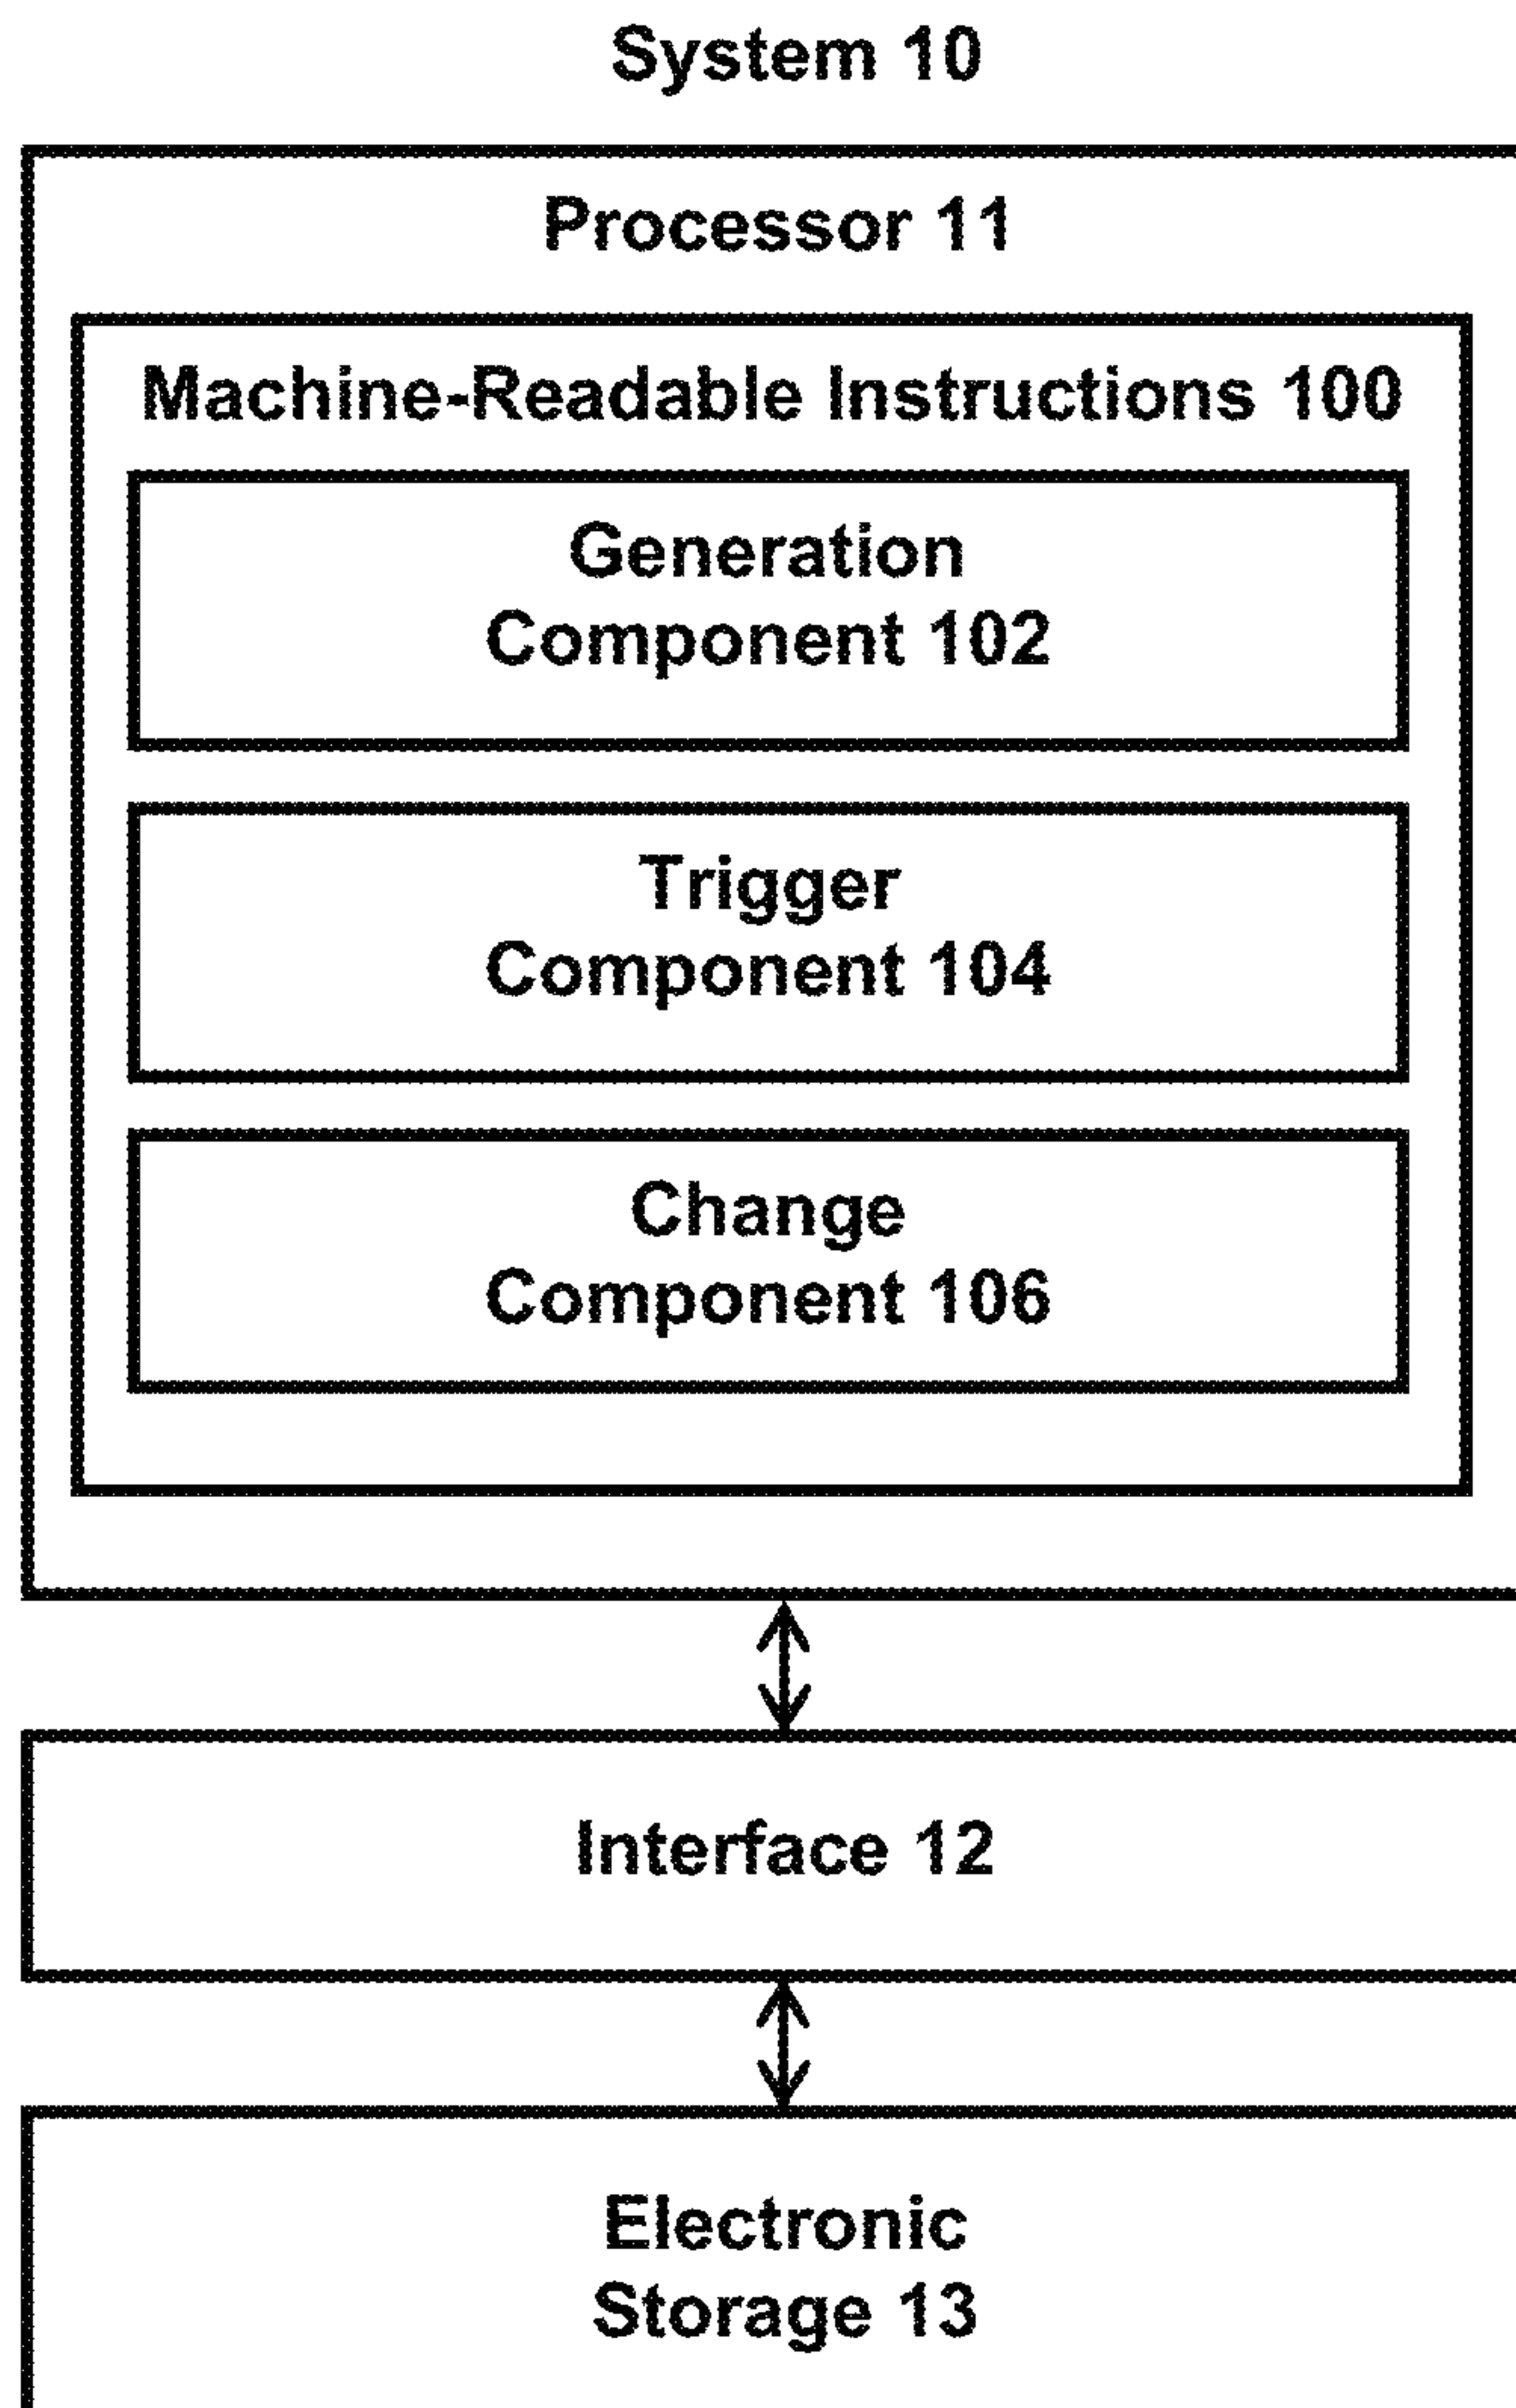 System 10
Processor 11
Machine-Readable Instructions 100
Generation
Component 102
Trigger
Component 104
Change
Component 106
Interface 12
Electronic
Storage 13